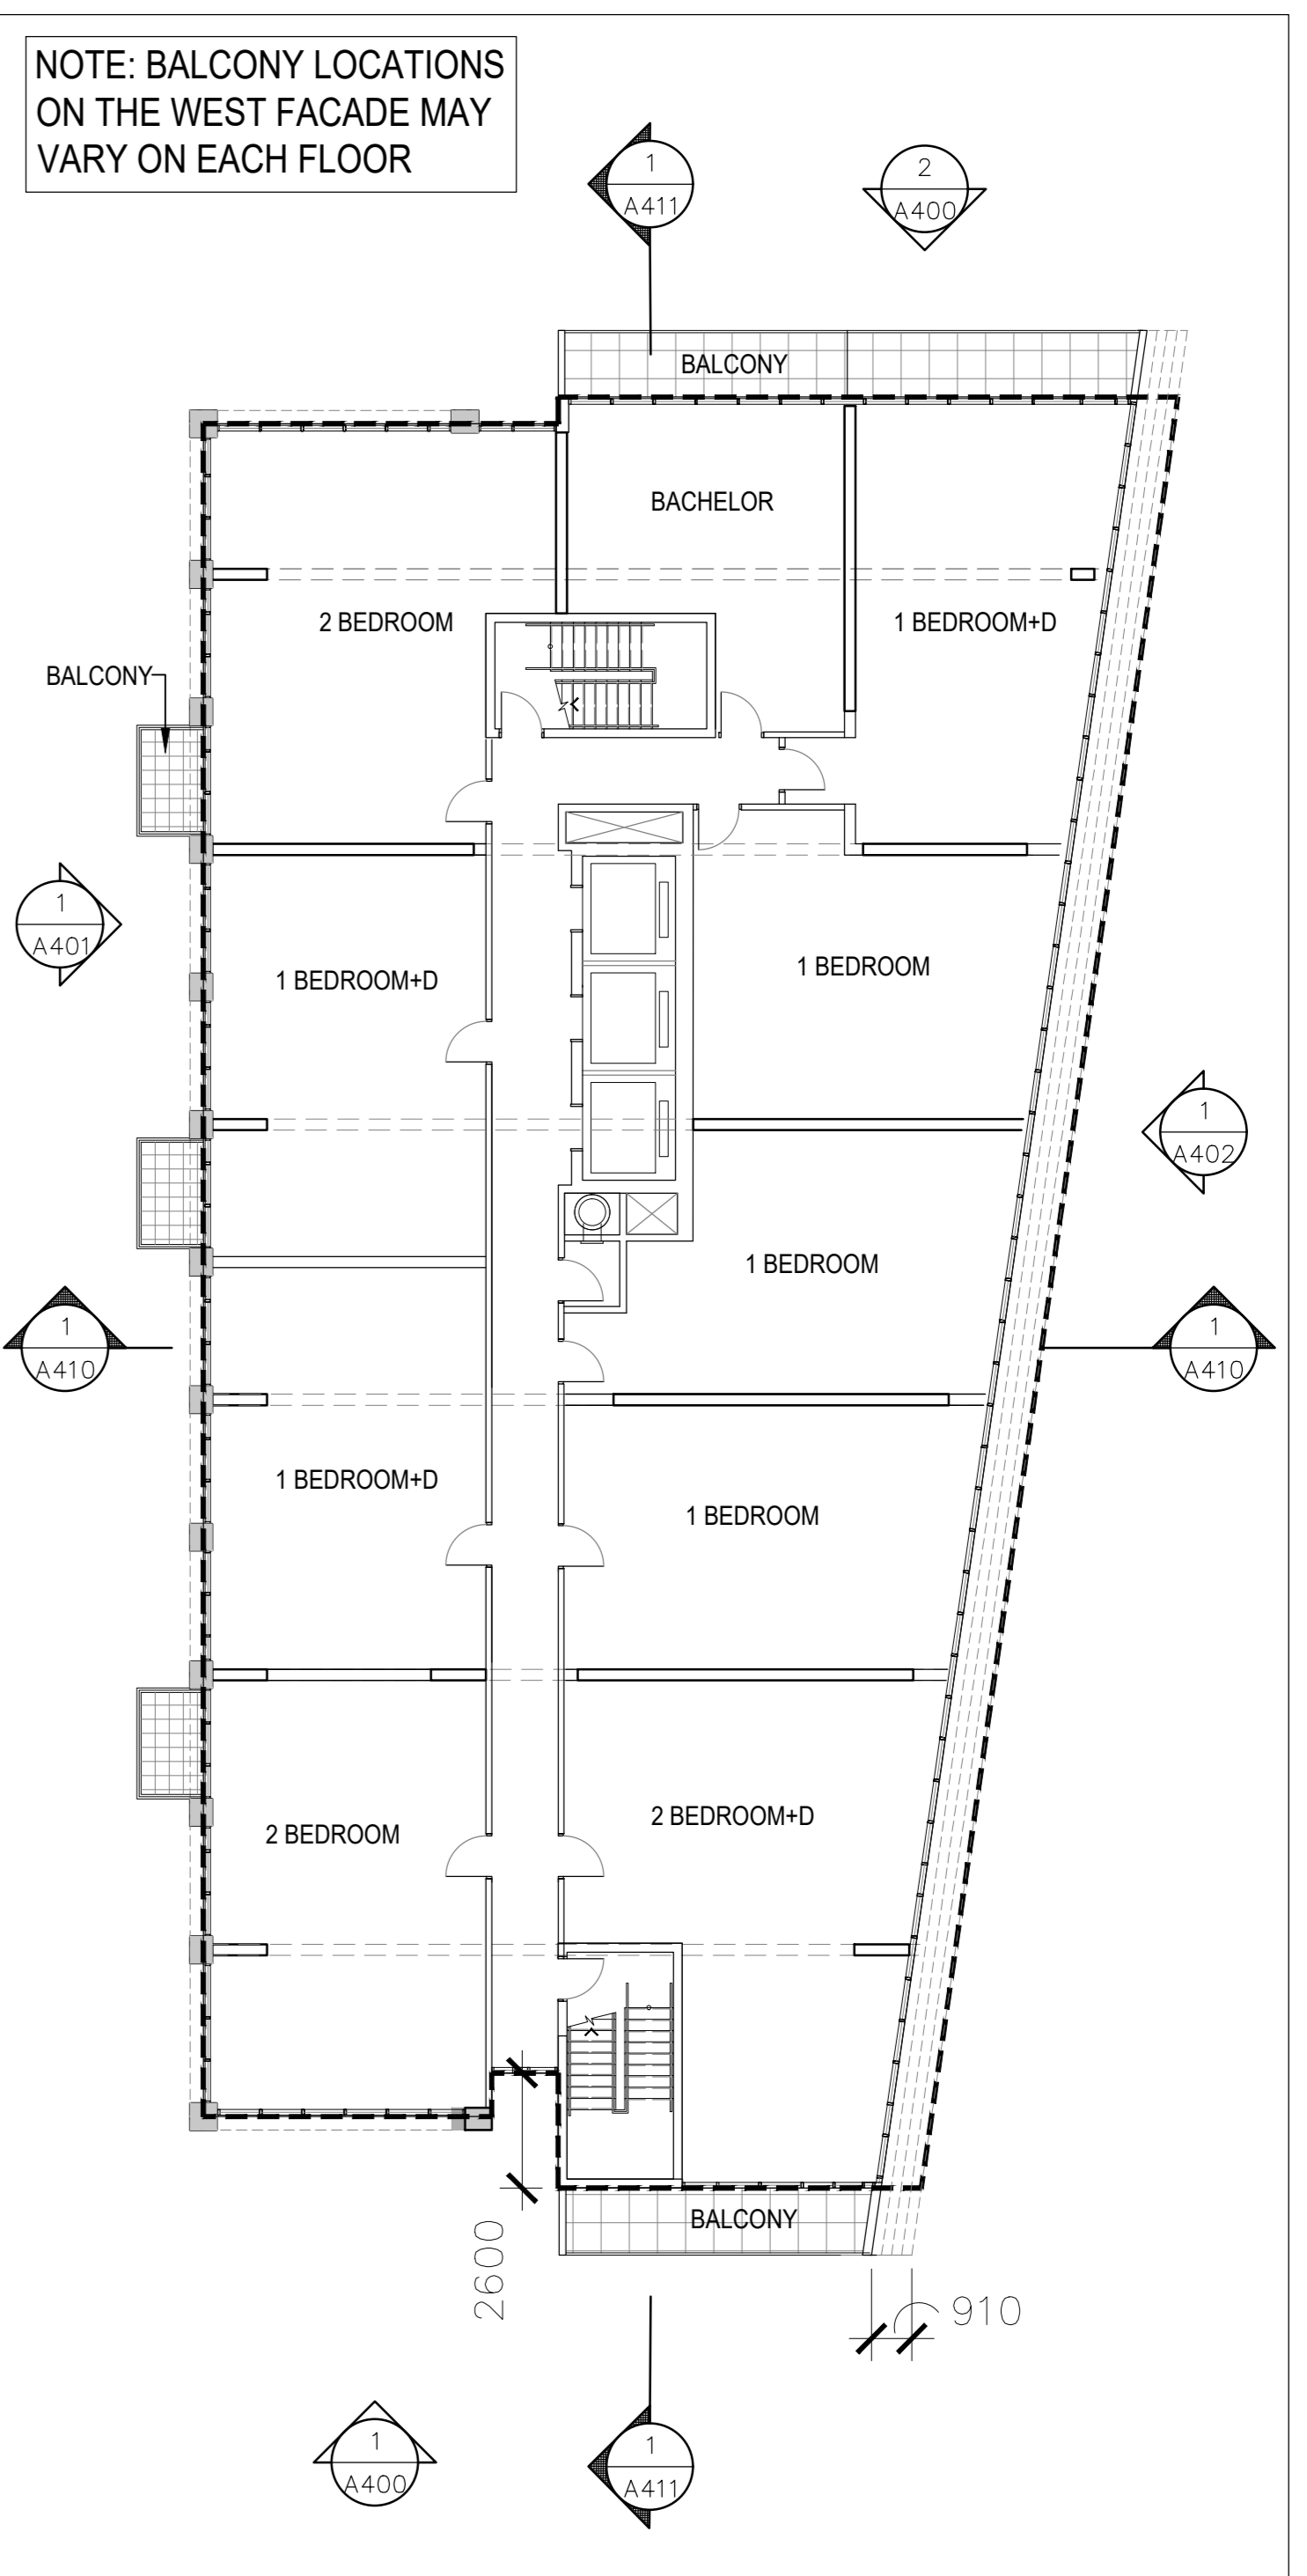 NOTE: BALCONY LOCATIONS
ON THE WEST FACADE MAY
VARY ON EACH FLOOR
1
A411
2
A400
BALCONY
BACHELOR
2 BEDROOM
1 BEDROOM+D
BALCONY
1
A401
1 BEDROOM+D
1 BEDROOM
1
A402
1 BEDROOM
1
A410
1
A410
1 BEDROOM+D
1 BEDROOM
2 BEDROOM
2 BEDROOM+D
BALCONY
2600
910
1
A400
1
A411